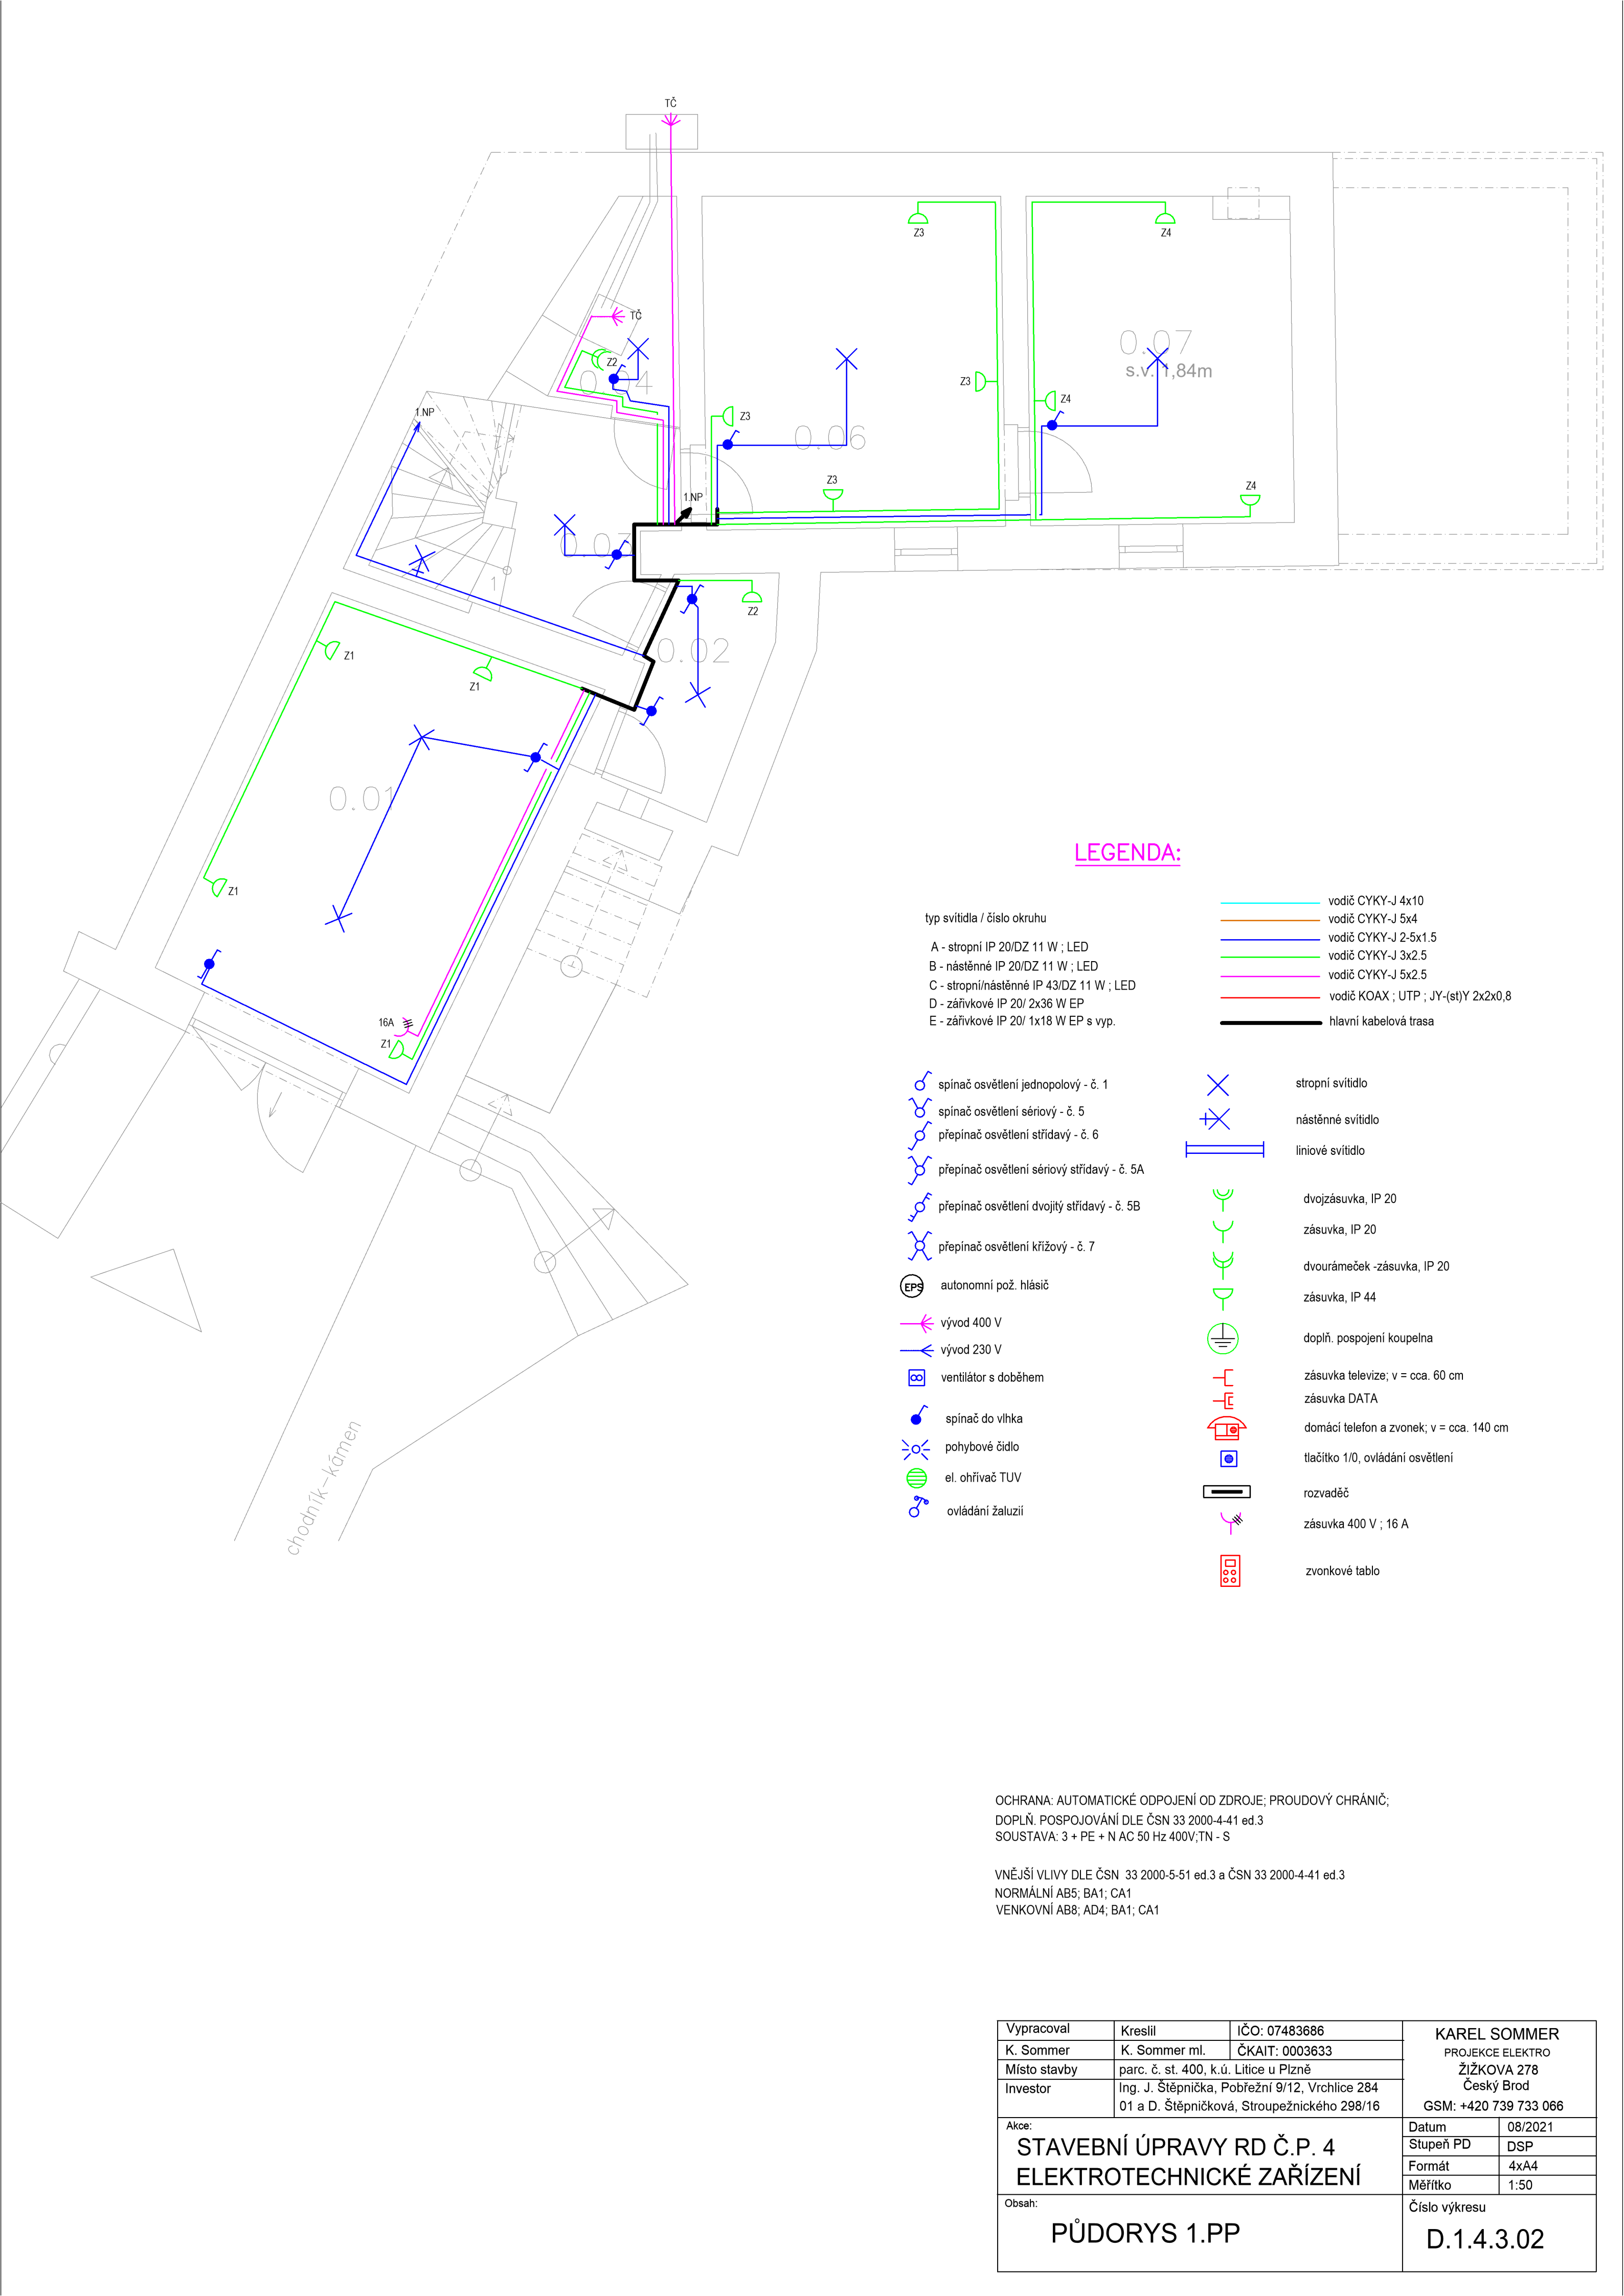 TČ
Z3
Z4
TČ
Z2
0.04
0.07
s.v. 1,84m
Z3
Z4
1.NP
Z3
0.06
Z3
Z4
1.NP
0.03
1
Z2
0.02
Z1
Z1
0.01
Z1
16A
Z1
chodník-kámen
LEGENDA:
typ svítidla / číslo okruhu
A - stropní IP 20/DZ 11 W ; LED
B - nástěnné IP 20/DZ 11 W ; LED
C - stropní/nástěnné IP 43/DZ 11 W ; LED
D - zářivkové IP 20/ 2x36 W EP
E - zářivkové IP 20/ 1x18 W EP s vyp.
vodič CYKY-J 4x10
vodič CYKY-J 5x4
vodič CYKY-J 2-5x1.5
vodič CYKY-J 3x2.5
vodič CYKY-J 5x2.5
vodič KOAX ; UTP ; JY-(st)Y 2x2x0,8
hlavní kabelová trasa
spínač osvětlení jednopolový - č. 1
spínač osvětlení sériový - č. 5
přepínač osvětlení střídavý - č. 6
přepínač osvětlení sériový střídavý - č. 5A
přepínač osvětlení dvojitý střídavý - č. 5B
přepínač osvětlení křížový - č. 7
EPS autonomní pož. hlásič
vývod 400 V
vývod 230 V
ventilátor s doběhem
spínač do vlhka
pohybové čidlo
el. ohřívač TUV
ovládání žaluzií
stropní svítidlo
nástěnné svítidlo
liniové svítidlo
dvojzásuvka, IP 20
zásuvka, IP 20
dvourámeček -zásuvka, IP 20
zásuvka, IP 44
doplň. pospojení koupelna
zásuvka televize; v = cca. 60 cm
zásuvka DATA
domácí telefon a zvonek; v = cca. 140 cm
tlačítko 1/0, ovládání osvětlení
rozvaděč
zásuvka 400 V ; 16 A
zvonkové tablo
OCHRANA: AUTOMATICKÉ ODPOJENÍ OD ZDROJE; PROUDOVÝ CHRÁNIČ;
DOPLŇ. POSPOJOVÁNÍ DLE ČSN 33 2000-4-41 ed.3
SOUSTAVA: 3 + PE + N AC 50 Hz 400V;TN - S
VNĚJŠÍ VLIVY DLE ČSN 33 2000-5-51 ed.3 a ČSN 33 2000-4-41 ed.3
NORMÁLNÍ AB5; BA1; CA1
VENKOVNÍ AB8; AD4; BA1; CA1
Vypracoval Kreslil IČO: 07483686
K. Sommer K. Sommer ml. ČKAIT: 0003633
Místo stavby parc. č. st. 400, k.ú. Litice u Plzně
Investor Ing. J. Štěpnička, Pobřežní 9/12, Vrchlice 284
01 a D. Štěpničková, Stroupežnického 298/16
KAREL SOMMER
PROJEKCE ELEKTRO
ŽIŽKOVA 278
Český Brod
GSM: +420 739 733 066
Akce:
STAVEBNÍ ÚPRAVY RD Č.P. 4
ELEKTROTECHNICKÉ ZAŘÍZENÍ
Datum 08/2021
Stupeň PD DSP
Formát 4xA4
Měřítko 1:50
Obsah:
PŮDORYS 1.PP
Číslo výkresu
D.1.4.3.02